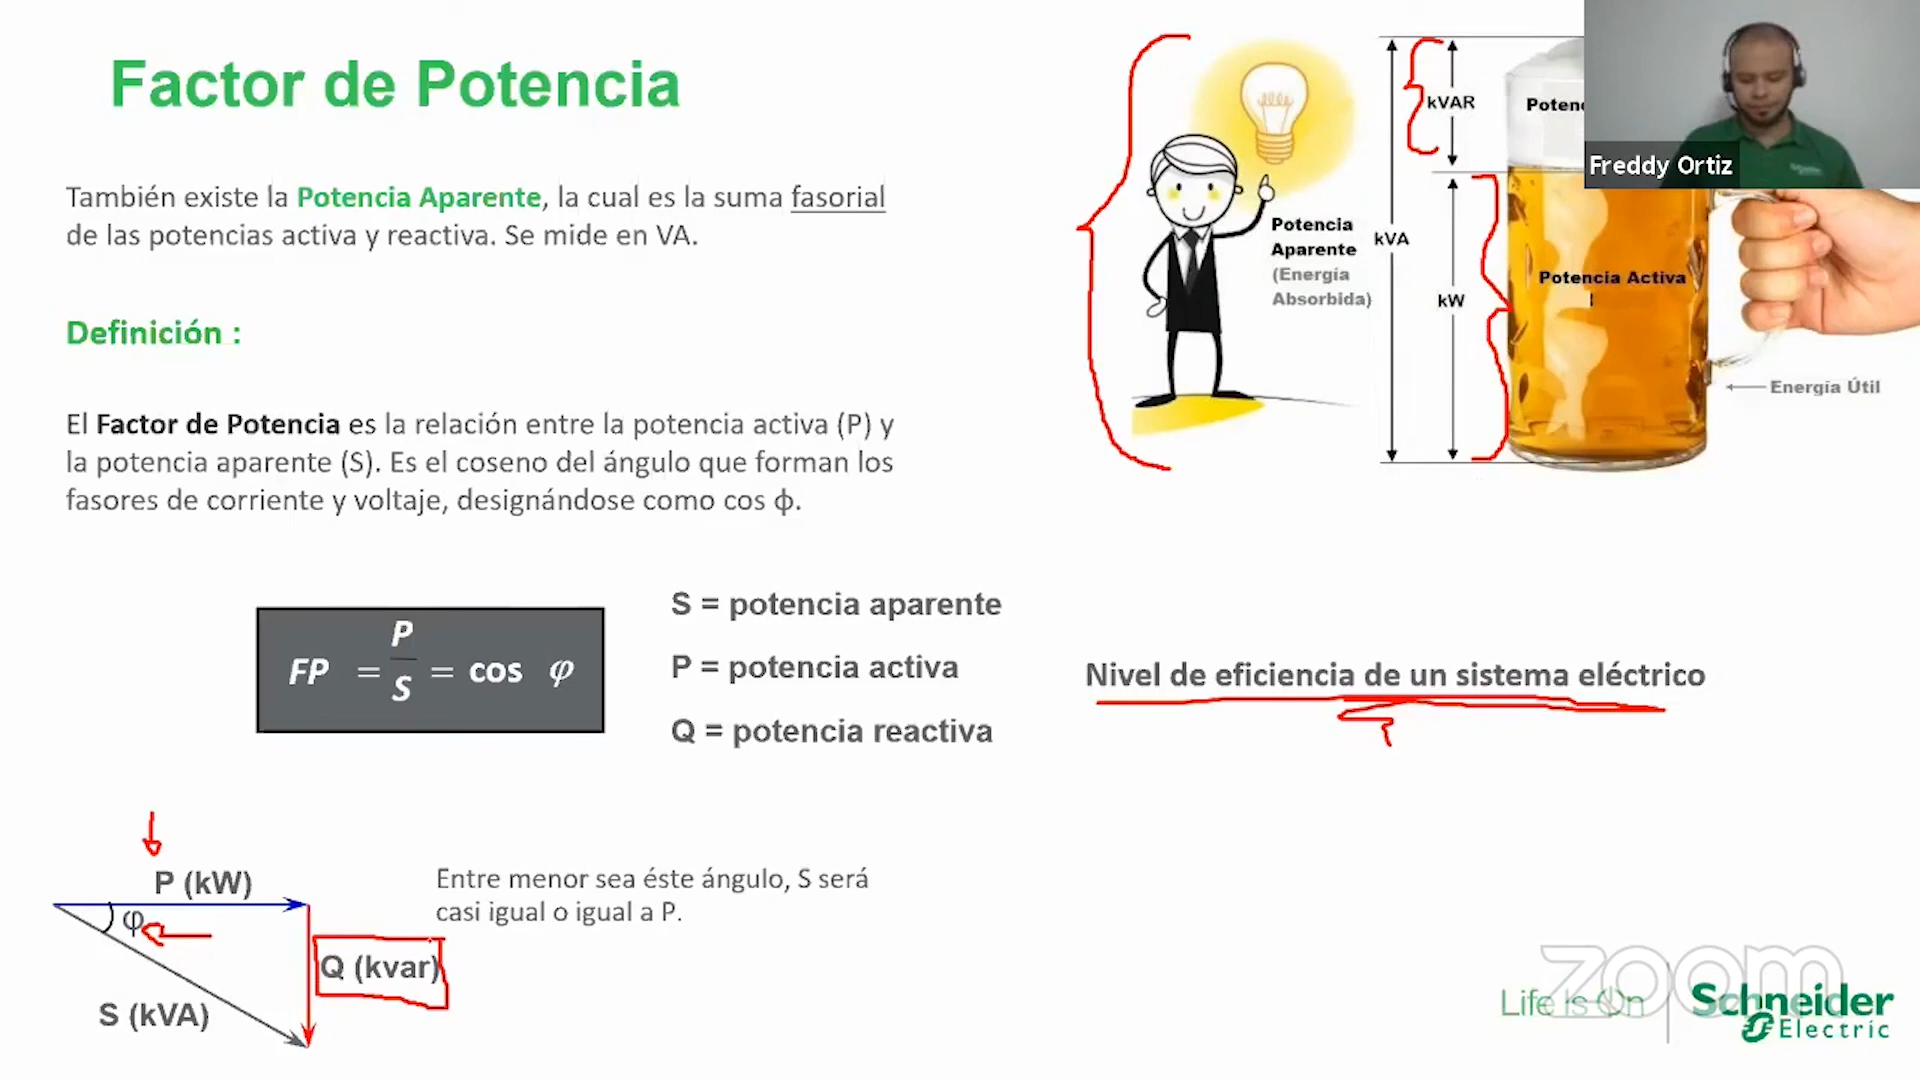 Factor de Potencia
También existe la Potencia Aparente, la cual es la suma fasorial
de las potencias activa y reactiva. Se mide en VA.
Definición :
El Factor de Potencia es la relación entre la potencia activa (P) y
la potencia aparente (S). Es el coseno del ángulo que forman los
fasores de corriente y voltaje, designándose como cos ɸ.
FP = P/S = cos φ
S = potencia aparente
P = potencia activa
Q = potencia reactiva
P (kW)
φ
Q (kvar)
S (kVA)
Entre menor sea éste ángulo, S será
casi igual o igual a P.
Potencia
Aparente
(Energía
Absorbida)
kVA
kVAR
kW
Potencia Activa
Energía Útil
Freddy Ortiz
Nivel de eficiencia de un sistema eléctrico
zoom
Life Is On
Schneider
Electric